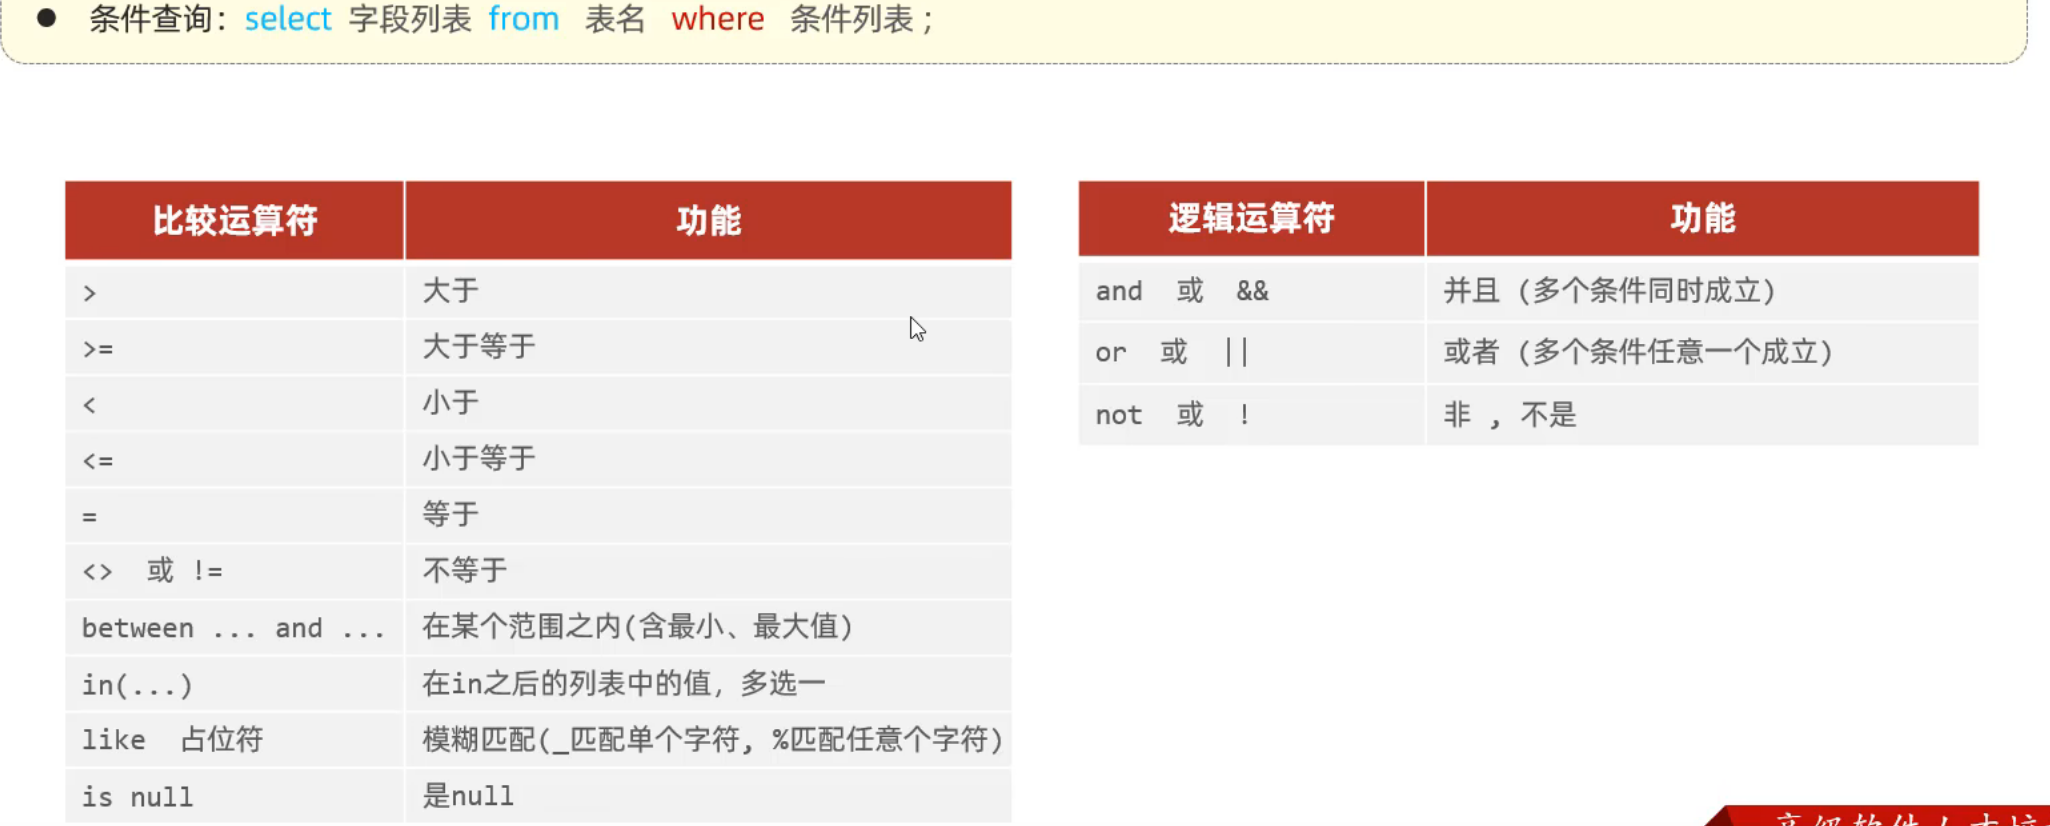 ● 条件查询：select 字段列表 from 表名 where 条件列表 ;
比较运算符 功能
> 大于
>= 大于等于
< 小于
<= 小于等于
= 等于
<> 或 != 不等于
between ... and ... 在某个范围之内(含最小、最大值)
in(...) 在in之后的列表中的值，多选一
like 占位符 模糊匹配(_匹配单个字符, %匹配任意个字符)
is null 是null
逻辑运算符 功能
and 或 && 并且 (多个条件同时成立)
or 或 || 或者 (多个条件任意一个成立)
not 或 ! 非 , 不是
高级软件人才培